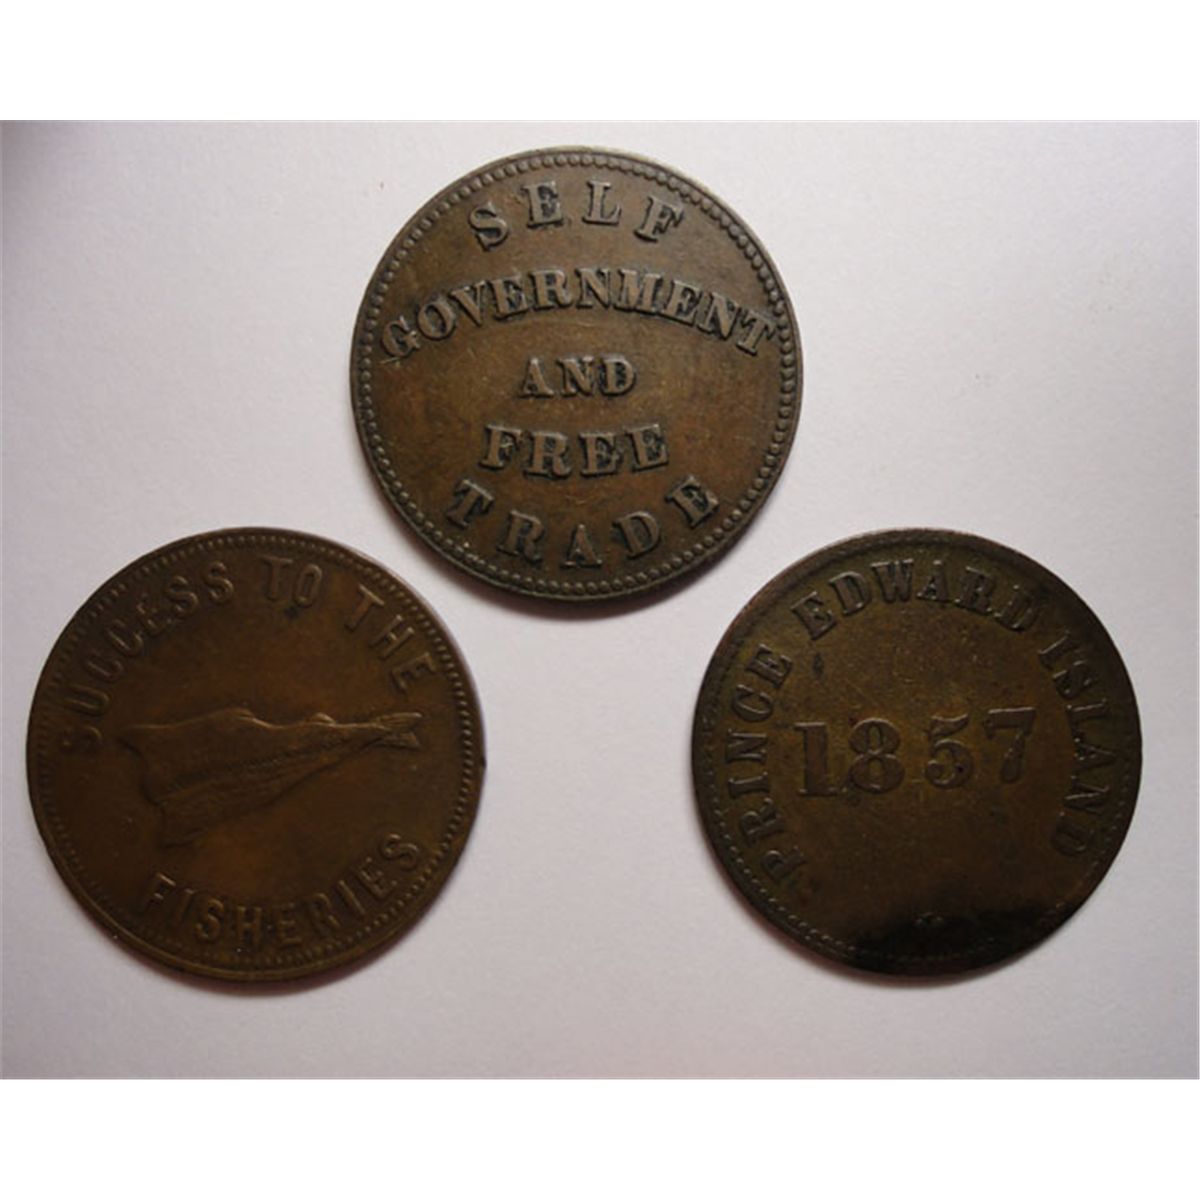 SELF
GOVERNMENT
AND
FREE
TRADE
SUCCESS TO THE
FISHERIES
PRINCE EDWARD ISLAND
1857